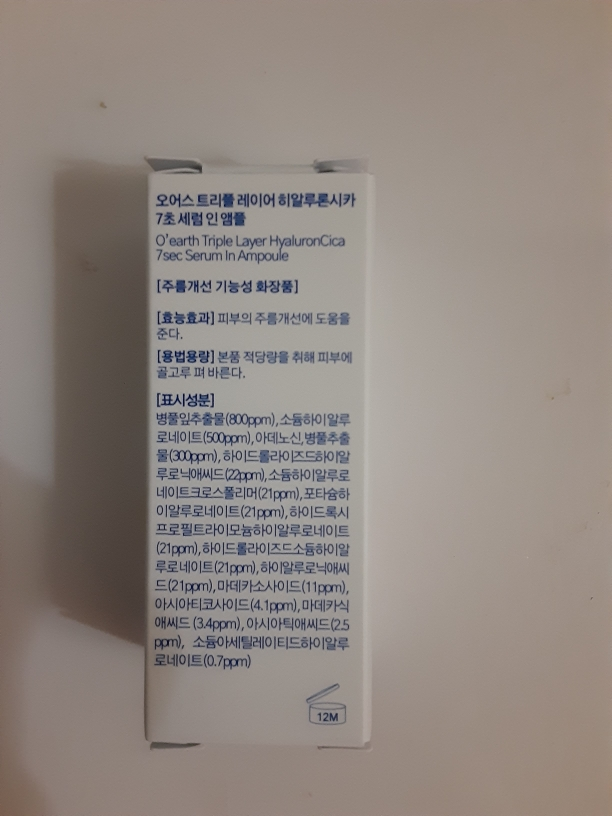 오어스 트리플 레이어 히알루론시카
7초 세럼 인 앰플
O'earth Triple Layer HyaluronCica
7sec Serum In Ampoule
[주름개선 기능성 화장품]
[효능효과] 피부의 주름개선에 도움을
준다.
[용법용량] 본품 적당량을 취해 피부에
골고루 펴 바른다.
[표시성분]
병풀잎추출물(800ppm), 소듐하이알루
로네이트(500ppm), 아데노신,병풀추출
물(300ppm), 하이드롤라이즈드하이알
루로닉애씨드(22ppm), 소듐하이알루로
네이트크로스폴리머(21ppm), 포타슘하
이알루로네이트(21ppm), 하이드록시
프로필트라이모늄하이알루로네이트
(21ppm), 하이드롤라이즈드소듐하이알
루로네이트(21ppm), 하이알루로닉애씨
드(21ppm), 마데카소사이드(11ppm),
아시아티코사이드(4.1ppm), 마데카식
애씨드 (3.4ppm), 아시아틱애씨드(2.5
ppm), 소듐아세틸레이티드하이알루
로네이트(0.7ppm)
12M